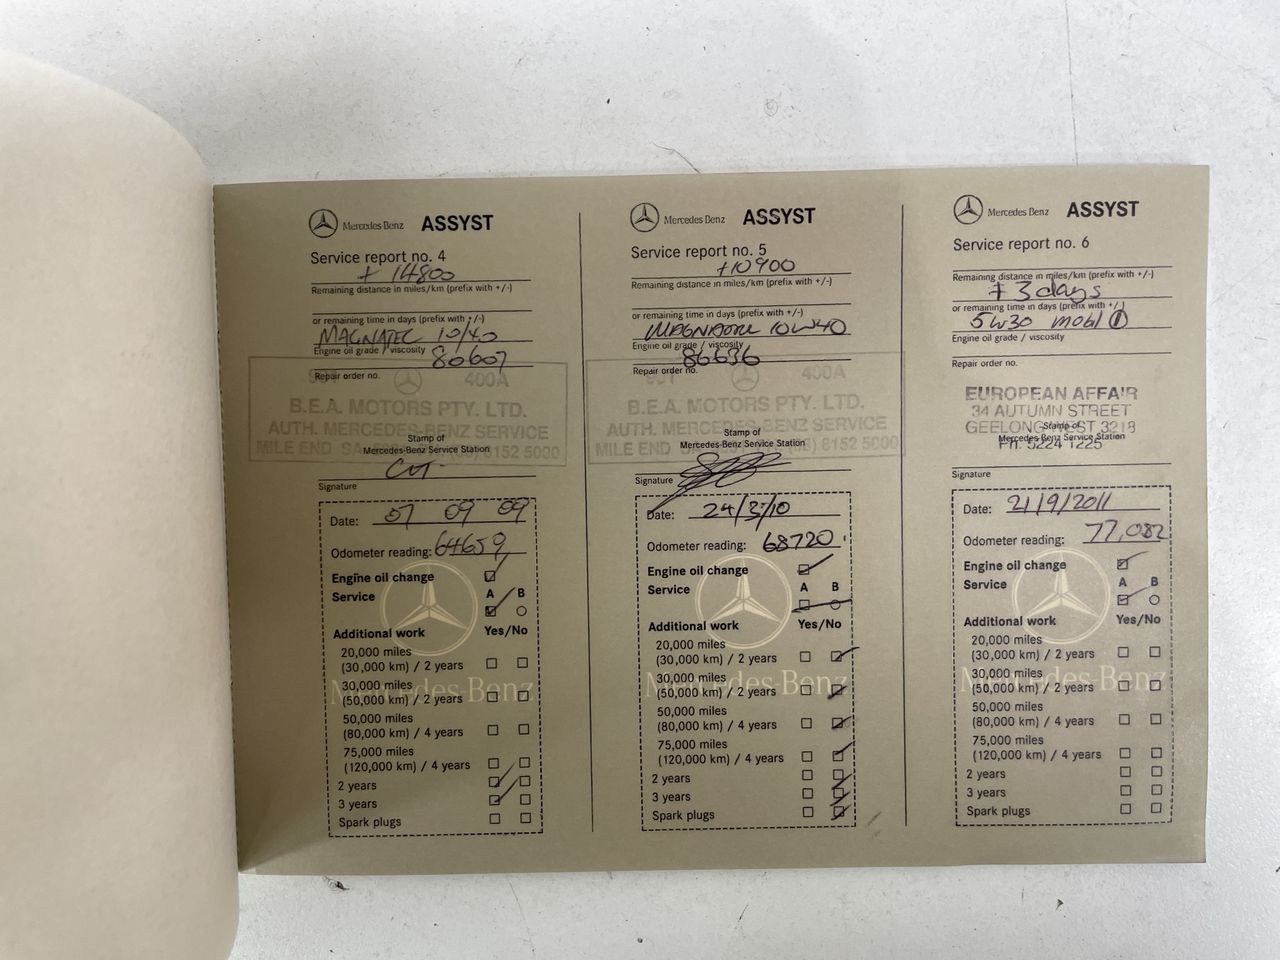 Mercedes Benz ASSYST
Service report no. 4
+ 14800
Remaining distance in miles/km (prefix with +/-)
or remaining time in days (prefix with +/-)
MAGNATEC 10/40
Engine oil grade / viscosity
80607
Repair order no.
400A
B.E.A. MOTORS PTY. LTD.
AUTH. MERCEDES-BENZ SERVICE
MILE END
8152 5000
Stamp of
Mercedes-Benz Service Station
Signature
Date: 07 09 09
Odometer reading: 64659
Engine oil change
Service A B
Additional work Yes/No
20,000 miles
(30,000 km) / 2 years
30,000 miles
(50,000 km) / 2 years
50,000 miles
(80,000 km) / 4 years
75,000 miles
(120,000 km) / 4 years
2 years
3 years
Spark plugs
Mercedes-Benz
Mercedes Benz ASSYST
Service report no. 5
+10900
Remaining distance in miles/km (prefix with +/-)
or remaining time in days (prefix with +/-)
MAGNATEC 10W40
Engine oil grade / viscosity
86636
Repair order no.
400A
B.E.A. MOTORS PTY. LTD.
AUTH. MERCEDES-BENZ SERVICE
MILE END
8152 5000
Stamp of
Mercedes-Benz Service Station
Signature
Date: 24/3/10
Odometer reading: 68720
Engine oil change
Service A B
Additional work Yes/No
20,000 miles
(30,000 km) / 2 years
30,000 miles
(50,000 km) / 2 years
50,000 miles
(80,000 km) / 4 years
75,000 miles
(120,000 km) / 4 years
2 years
3 years
Spark plugs
Mercedes-Benz
Mercedes Benz ASSYST
Service report no. 6
Remaining distance in miles/km (prefix with +/-)
+ 3 days
or remaining time in days (prefix with +/-)
5W30 Mobil 1
Engine oil grade / viscosity
Repair order no.
EUROPEAN AFFAIR
34 AUTUMN STREET
GEELONG WEST 3218
PH: 5224 1225
Stamp of
Mercedes-Benz Service Station
Signature
Date: 21/9/2011
Odometer reading: 77,082
Engine oil change
Service A B
Additional work Yes/No
20,000 miles
(30,000 km) / 2 years
30,000 miles
(50,000 km) / 2 years
50,000 miles
(80,000 km) / 4 years
75,000 miles
(120,000 km) / 4 years
2 years
3 years
Spark plugs
Mercedes-Benz